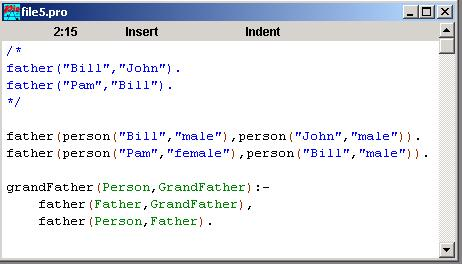 file5.pro
2:15 Insert Indent
/*
father("Bill","John").
father("Pam","Bill").
*/
father(person("Bill","male"),person("John","male")).
father(person("Pam","female"),person("Bill","male")).
grandFather(Person,GrandFather):-
father(Father,GrandFather),
father(Person,Father).